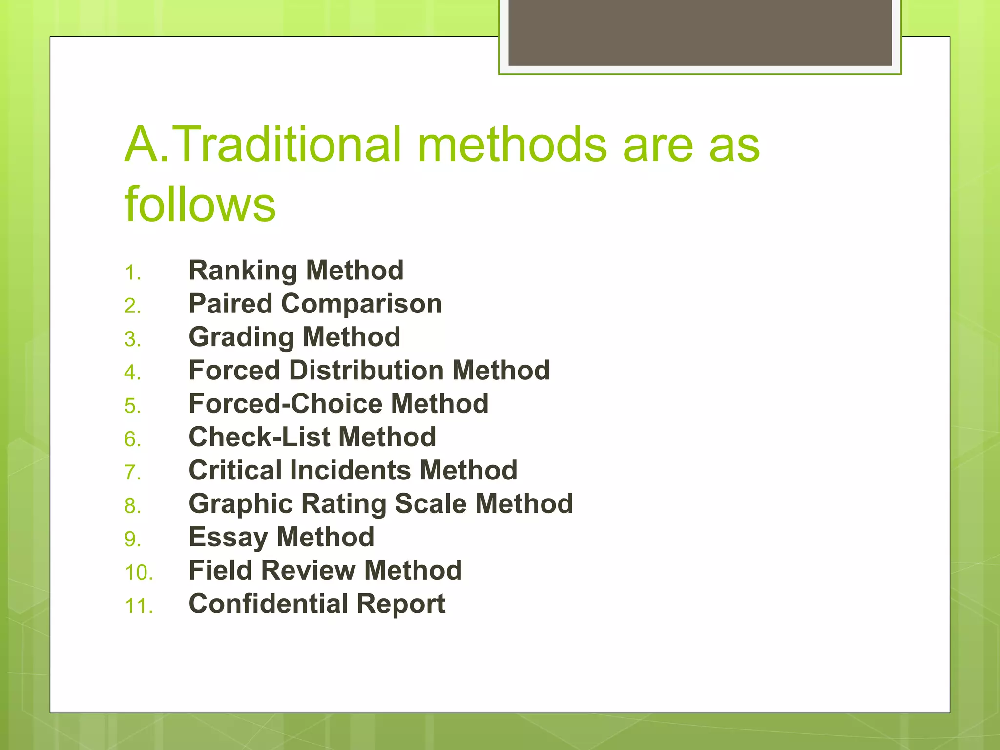 A.Traditional methods are as
follows
1. Ranking Method
2. Paired Comparison
3. Grading Method
4. Forced Distribution Method
5. Forced-Choice Method
6. Check-List Method
7. Critical Incidents Method
8. Graphic Rating Scale Method
9. Essay Method
10. Field Review Method
11. Confidential Report